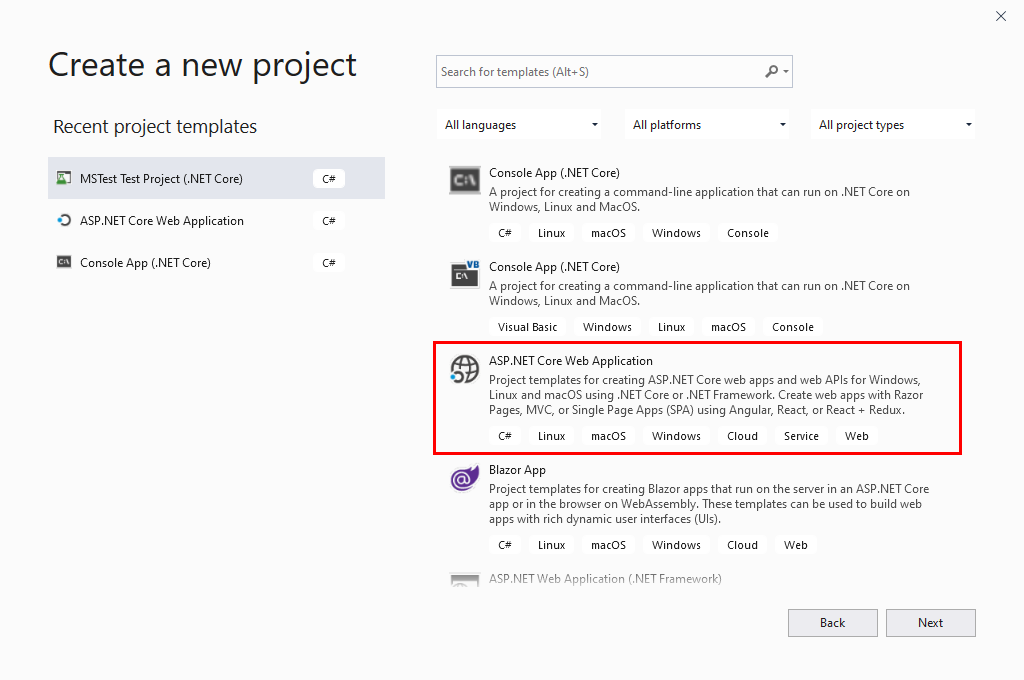 Create a new project
Recent project templates
MSTest Test Project (.NET Core) C#
ASP.NET Core Web Application C#
C:\ Console App (.NET Core) C#
Search for templates (Alt+S)
All languages All platforms All project types
C:\ Console App (.NET Core)
A project for creating a command-line application that can run on .NET Core on
Windows, Linux and MacOS.
C# Linux macOS Windows Console
VB C:\ Console App (.NET Core)
A project for creating a command-line application that can run on .NET Core on
Windows, Linux and MacOS.
Visual Basic Windows Linux macOS Console
ASP.NET Core Web Application
Project templates for creating ASP.NET Core web apps and web APIs for Windows,
Linux and macOS using .NET Core or .NET Framework. Create web apps with Razor
Pages, MVC, or Single Page Apps (SPA) using Angular, React, or React + Redux.
C# Linux macOS Windows Cloud Service Web
@ Blazor App
Project templates for creating Blazor apps that run on the server in an ASP.NET Core
app or in the browser on WebAssembly. These templates can be used to build web
apps with rich dynamic user interfaces (UIs).
C# Linux macOS Windows Cloud Web
ASP.NET Web Application (.NET Framework)
Back Next